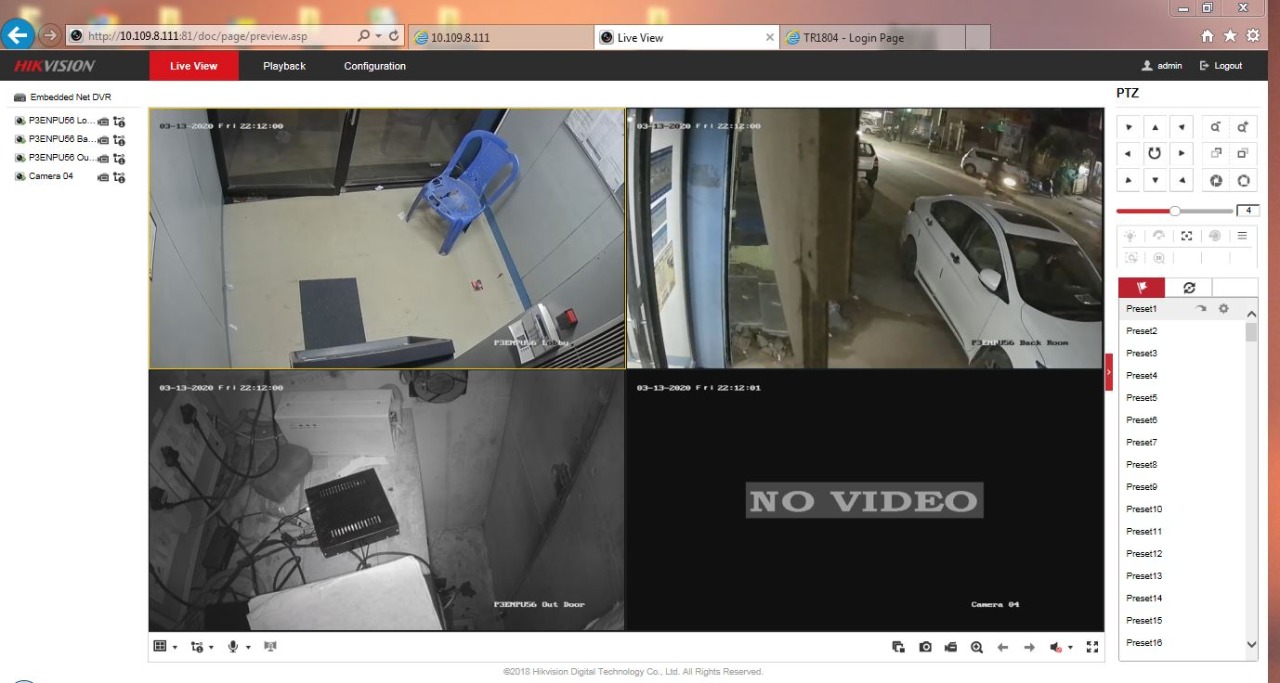 http://10.109.8.111:81/doc/page/preview.asp
10.109.8.111
Live View
TR1804 - Login Page
HIKVISION
Live View
Playback
Configuration
admin
Logout
Embedded Net DVR
P3ENPU56 Lo...
P3ENPU56 Ba...
P3ENPU56 Ou...
Camera 04
03-13-2020 Fri 22:12:00
P3ENPU56 Lobby
03-13-2020 Fri 22:12:00
P3ENPU56 Back Room
03-13-2020 Fri 22:12:00
P3ENPU56 Out Door
03-13-2020 Fri 22:12:01
NO VIDEO
Camera 04
PTZ
4
Preset1
Preset2
Preset3
Preset4
Preset5
Preset6
Preset7
Preset8
Preset9
Preset10
Preset11
Preset12
Preset13
Preset14
Preset15
Preset16
©2018 Hikvision Digital Technology Co., Ltd. All Rights Reserved.